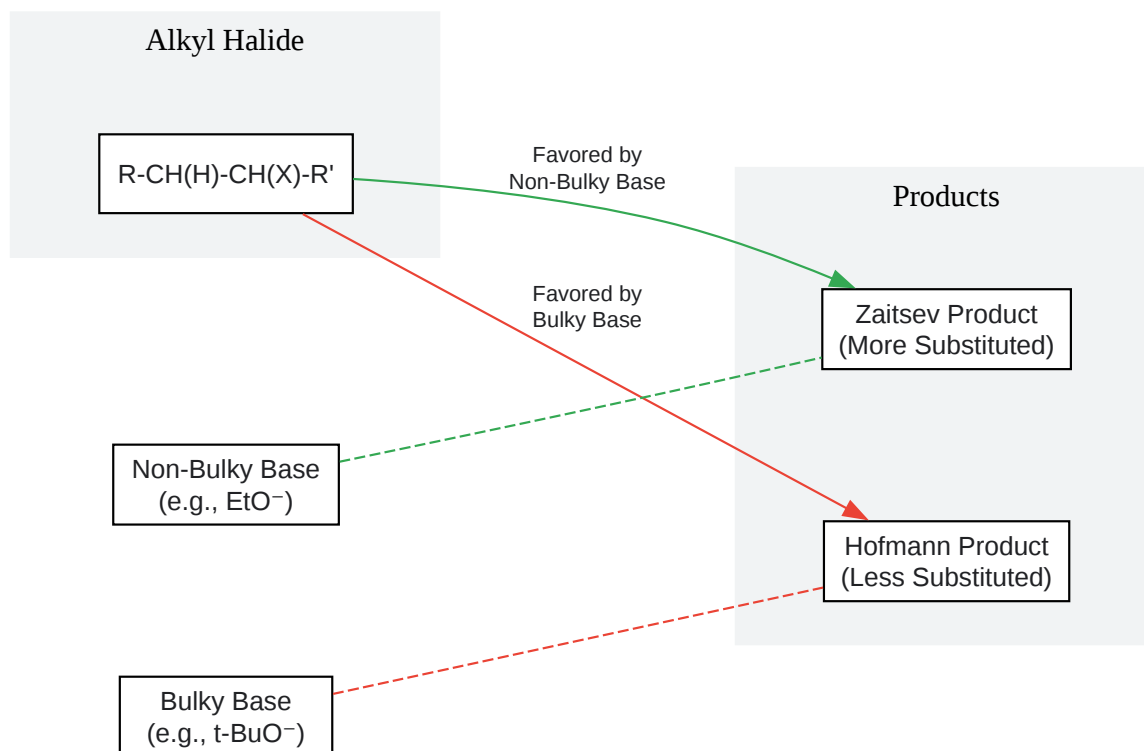 Alkyl Halide
R-CH(H)-CH(X)-R'
Favored by
Non-Bulky Base
Products
Favored by
Bulky Base
Zaitsev Product
(More Substituted)
Non-Bulky Base
(e.g., EtO⁻)
Hofmann Product
(Less Substituted)
Bulky Base
(e.g., t-BuO⁻)